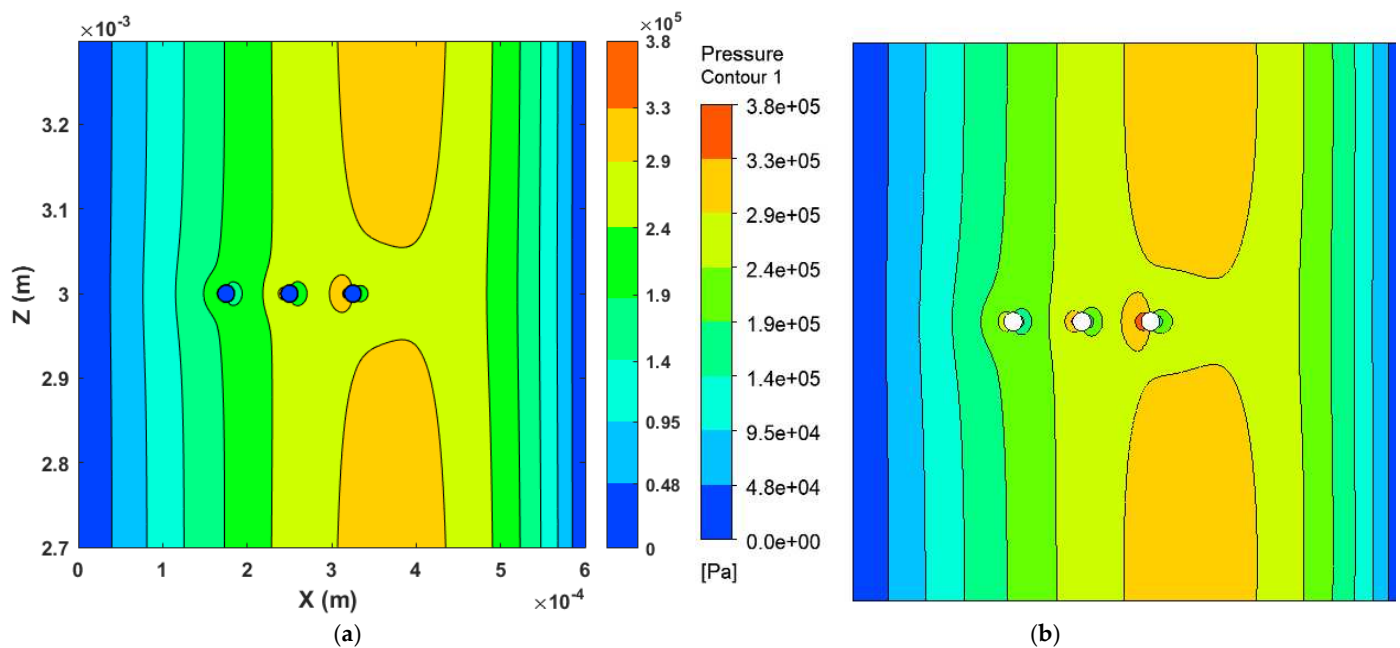 ×10⁻³
3.2
3.1
3
2.9
2.8
2.7
Z (m)
0 1 2 3 4 5 6
X (m)
×10⁻⁴
×10⁵
3.8
3.3
2.9
2.4
1.9
1.4
0.95
0.48
0
(a)
Pressure
Contour 1
3.8e+05
3.3e+05
2.9e+05
2.4e+05
1.9e+05
1.4e+05
9.5e+04
4.8e+04
0.0e+00
[Pa]
(b)